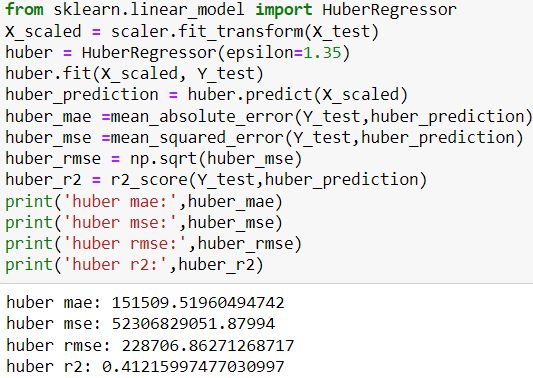 from sklearn.linear_model import HuberRegressor
X_scaled = scaler.fit_transform(X_test)
huber = HuberRegressor(epsilon=1.35)
huber.fit(X_scaled, Y_test)
huber_prediction = huber.predict(X_scaled)
huber_mae =mean_absolute_error(Y_test,huber_prediction)
huber_mse =mean_squared_error(Y_test,huber_prediction)
huber_rmse = np.sqrt(huber_mse)
huber_r2 = r2_score(Y_test,huber_prediction)
print('huber mae:',huber_mae)
print('huber mse:',huber_mse)
print('huber rmse:',huber_rmse)
print('huber r2:',huber_r2)
huber mae: 151509.51960494742
huber mse: 52306829051.87994
huber rmse: 228706.86271268717
huber r2: 0.41215997477030997